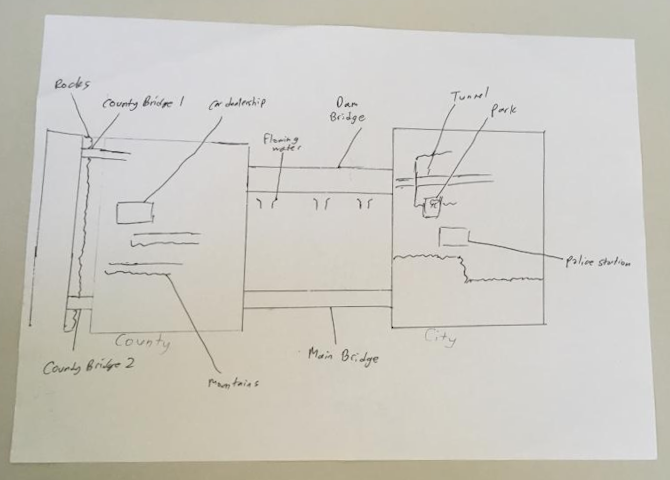 Rocks
County Bridge 1
Car dealership
Flowing
water
Dam
Bridge
Tunnel
Park
Police station
County
City
County Bridge 2
Mountains
Main Bridge